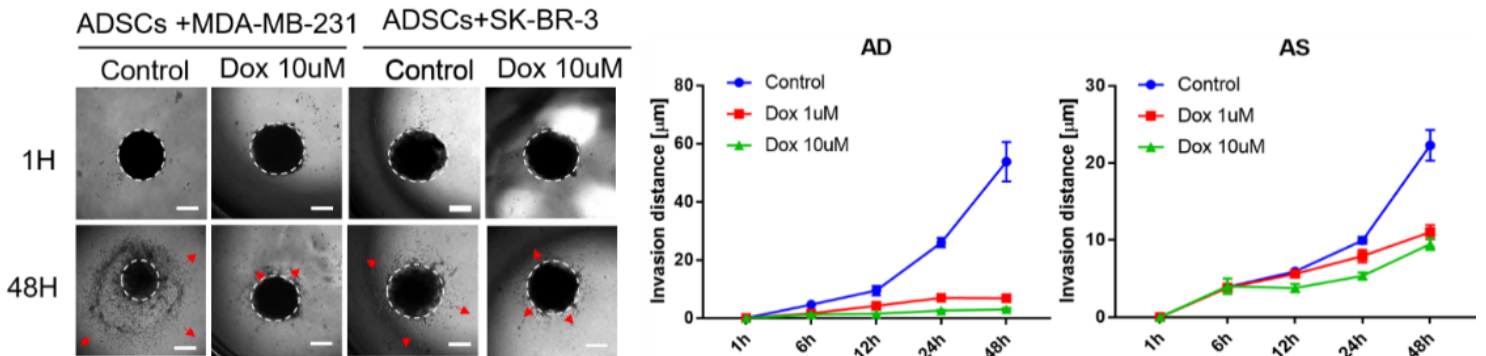 ADSCs +MDA-MB-231
ADSCs+SK-BR-3
Control
Dox 10uM
Control
Dox 10uM
1H
48H
AD
Invasion distance [μm]
80
60
40
20
0
Control
Dox 1uM
Dox 10uM
1h
6h
12h
24h
48h
AS
Invasion distance [μm]
30
20
10
0
Control
Dox 1uM
Dox 10uM
1h
6h
12h
24h
48h